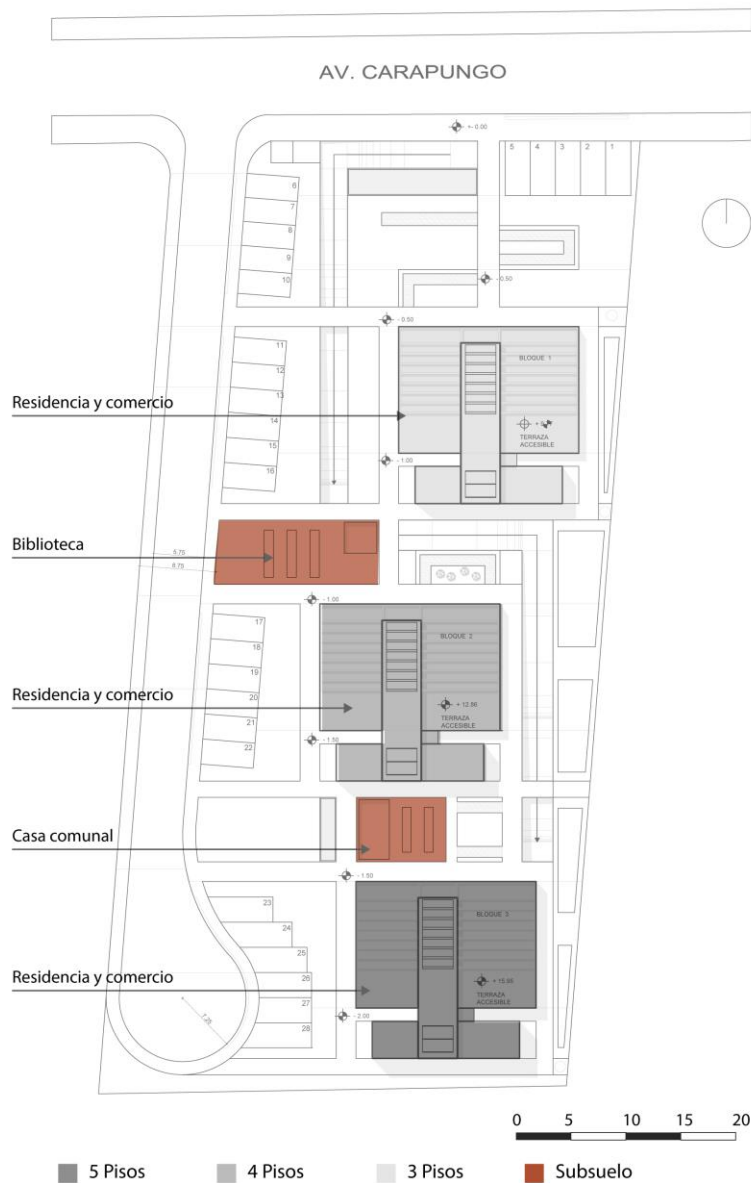 AV. CARAPUNGO
+- 0.00
5 4 3 2 1
6
7
8
9
10
- 0.50
- 0.50
11
12
13
14
15
16
BLOQUE 1
TERRAZA
ACCESIBLE
Residencia y comercio
- 1.00
Biblioteca
5.75
6.75
- 1.00
17
18
19
20
21
22
BLOQUE 2
+ 12.86
TERRAZA
ACCESIBLE
Residencia y comercio
- 1.50
Casa comunal
- 1.50
23
24
25
26
27
28
BLOQUE 3
+ 15.95
TERRAZA
ACCESIBLE
Residencia y comercio
- 2.00
7.25
0 5 10 15 20
5 Pisos 4 Pisos 3 Pisos Subsuelo